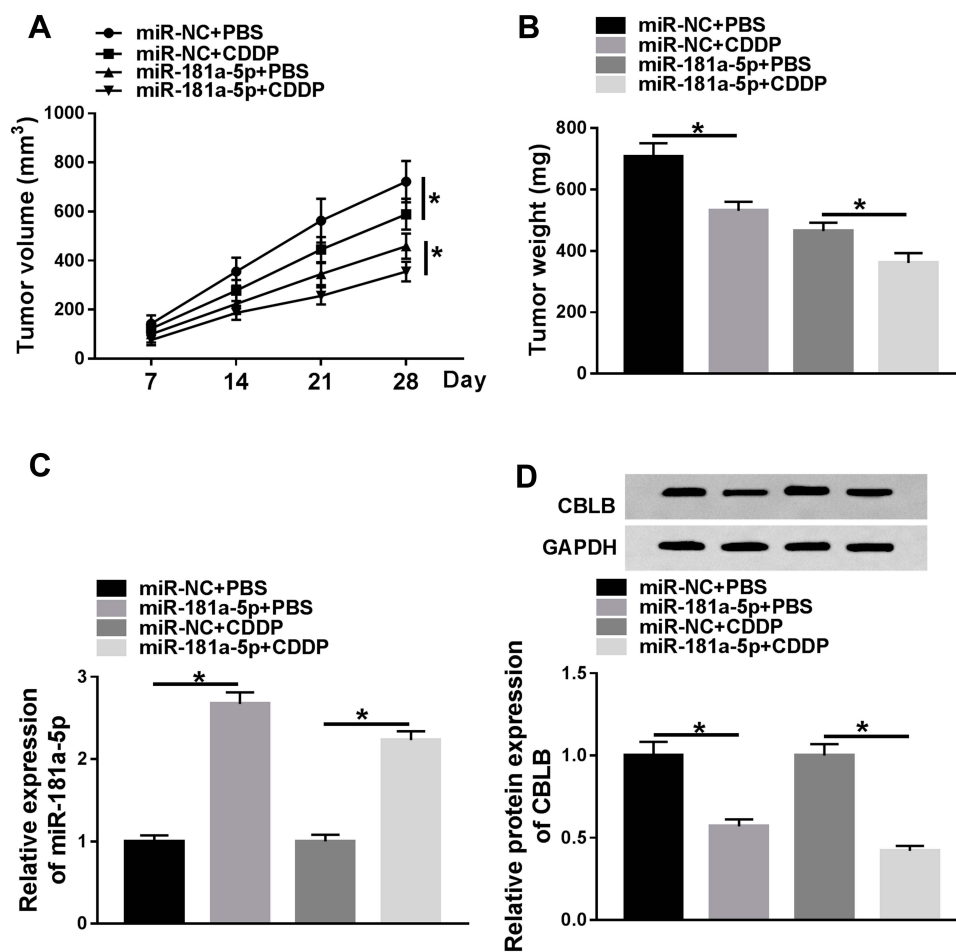 A
miR-NC+PBS
miR-NC+CDDP
miR-181a-5p+PBS
miR-181a-5p+CDDP
Tumor volume (mm³)
1000
800
600
400
200
0
*
*
7 14 21 28 Day
B
miR-NC+PBS
miR-NC+CDDP
miR-181a-5p+PBS
miR-181a-5p+CDDP
Tumor weight (mg)
800
600
400
200
0
*
*
C
miR-NC+PBS
miR-181a-5p+PBS
miR-NC+CDDP
miR-181a-5p+CDDP
Relative expression
of miR-181a-5p
3
2
1
0
*
*
D
CBLB
GAPDH
miR-NC+PBS
miR-181a-5p+PBS
miR-NC+CDDP
miR-181a-5p+CDDP
Relative protein expression
of CBLB
1.5
1.0
0.5
0.0
*
*